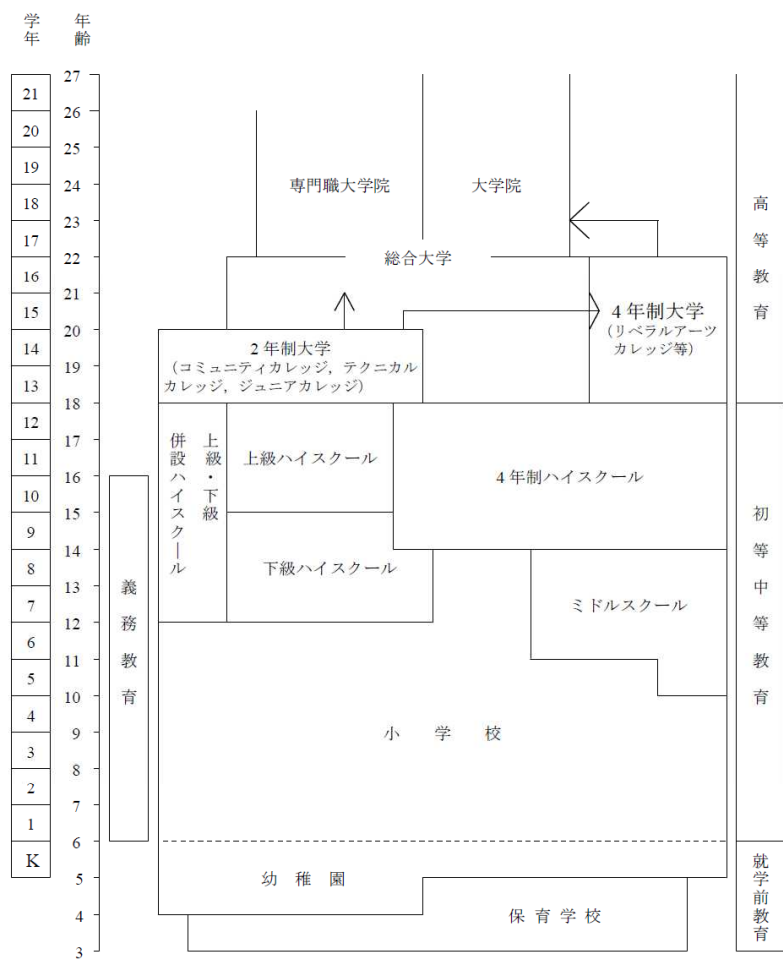 学年
年齢
27
21
26
20
25
19
24
18
23
17
22
16
21
15
20
14
19
13
18
12
17
11
16
10
15
9
14
8
13
7
12
6
11
5
10
4
9
3
8
2
7
1
6
K
5
4
3
専門職大学院
大学院
総合大学
4年制大学
(リベラルアーツ
カレッジ等)
2年制大学
(コミュニティカレッジ，テクニカル
カレッジ，ジュニアカレッジ)
上級・下級
併設ハイスクール
上級ハイスクール
4年制ハイスクール
下級ハイスクール
ミドルスクール
小学校
幼稚園
保育学校
義務教育
高等教育
初等中等教育
就学前教育